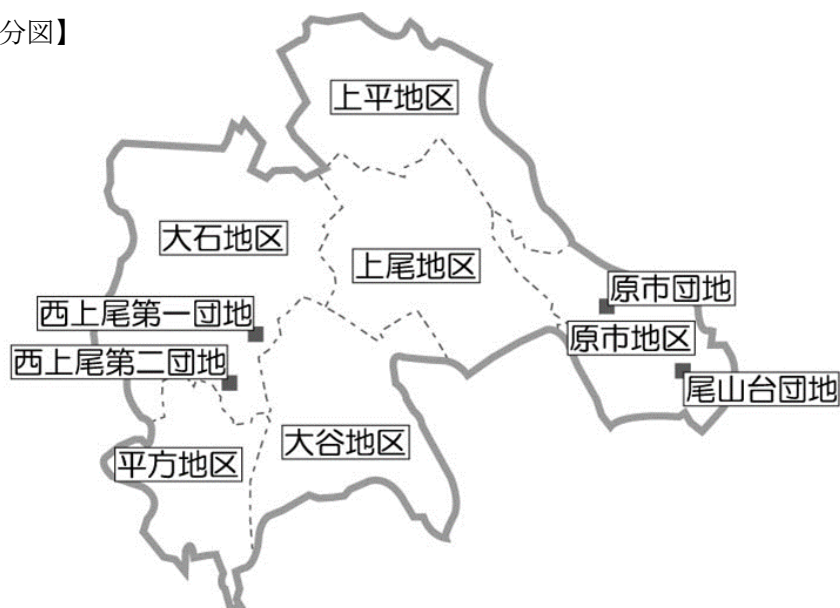 分図】
上平地区
大石地区
上尾地区
原市団地
西上尾第一団地
原市地区
西上尾第二団地
尾山台団地
大谷地区
平方地区